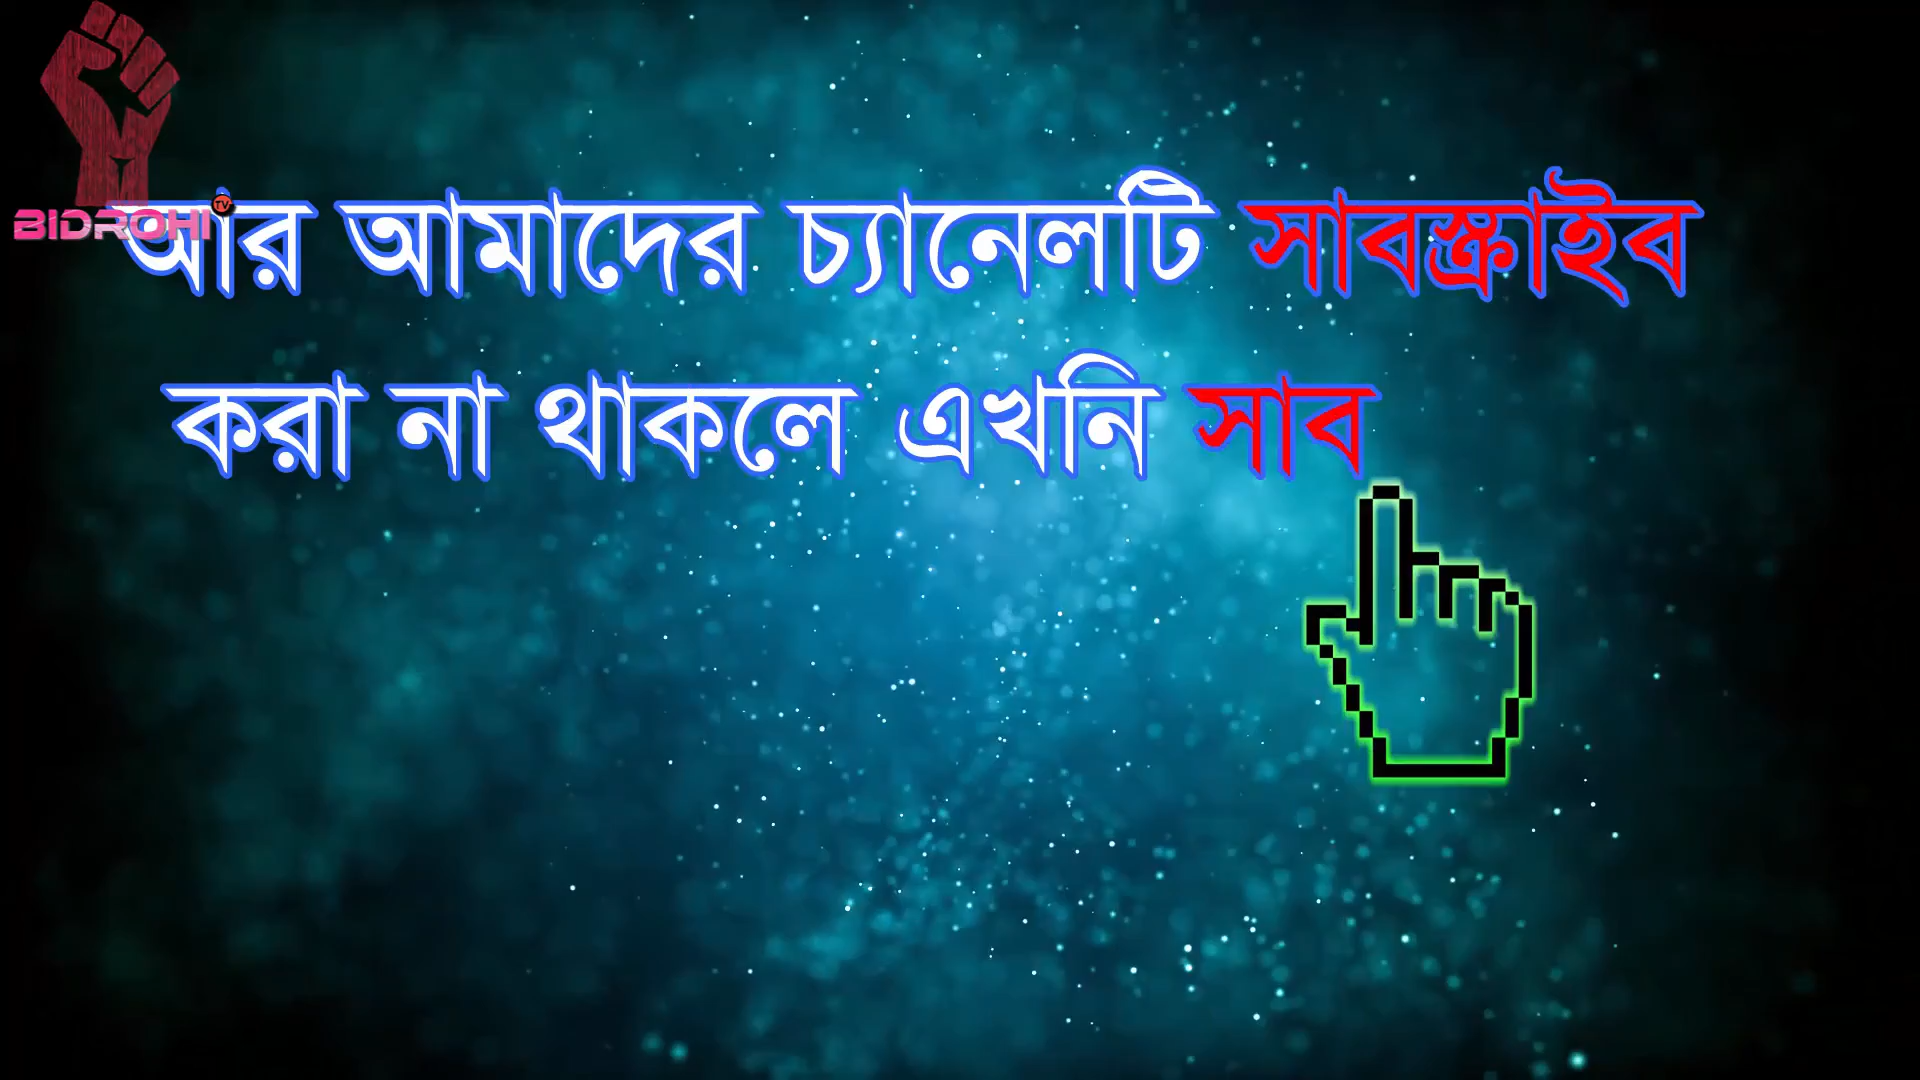 BIDROHI TV
আর আমাদের চ্যানেলটি সাবস্ক্রাইব
করা না থাকলে এখনি সাব